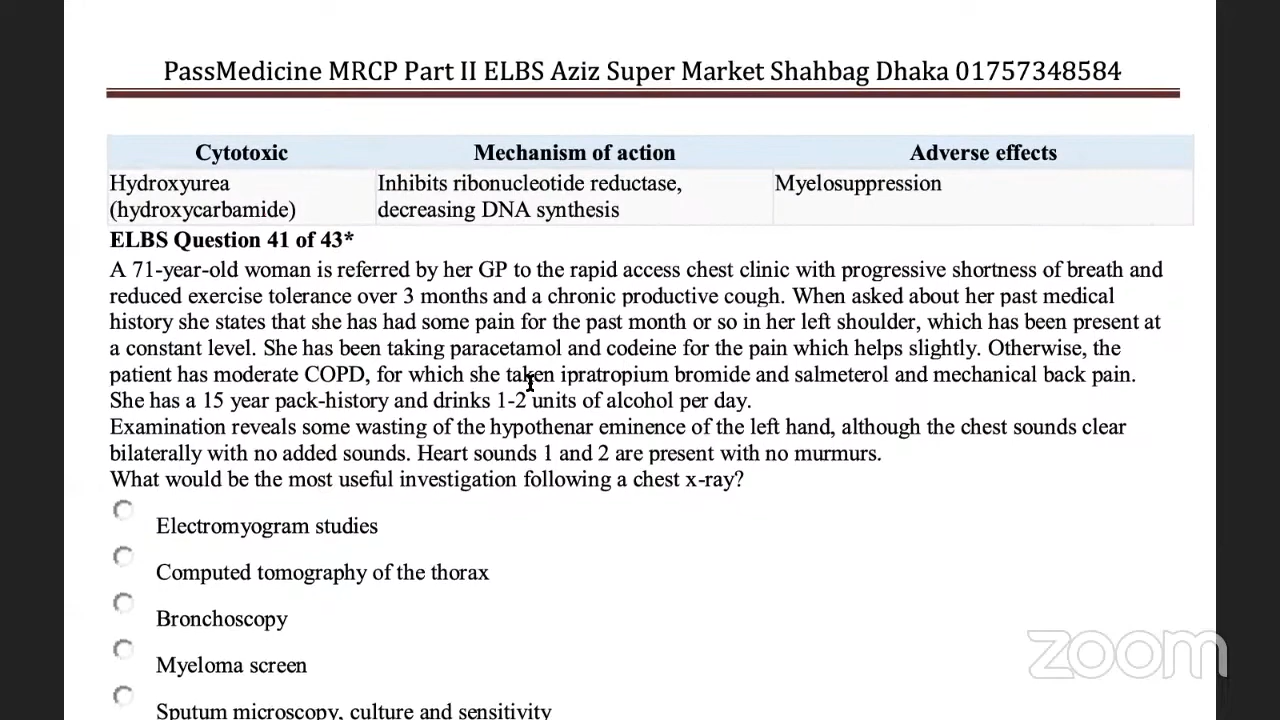 PassMedicine MRCP Part II ELBS Aziz Super Market Shahbag Dhaka 01757348584
Cytotoxic Mechanism of action Adverse effects
Hydroxyurea Inhibits ribonucleotide reductase, Myelosuppression
(hydroxycarbamide) decreasing DNA synthesis
ELBS Question 41 of 43*
A 71-year-old woman is referred by her GP to the rapid access chest clinic with progressive shortness of breath and
reduced exercise tolerance over 3 months and a chronic productive cough. When asked about her past medical
history she states that she has had some pain for the past month or so in her left shoulder, which has been present at
a constant level. She has been taking paracetamol and codeine for the pain which helps slightly. Otherwise, the
patient has moderate COPD, for which she taken ipratropium bromide and salmeterol and mechanical back pain.
She has a 15 year pack-history and drinks 1-2 units of alcohol per day.
Examination reveals some wasting of the hypothenar eminence of the left hand, although the chest sounds clear
bilaterally with no added sounds. Heart sounds 1 and 2 are present with no murmurs.
What would be the most useful investigation following a chest x-ray?
Electromyogram studies
Computed tomography of the thorax
Bronchoscopy
Myeloma screen
Sputum microscopy, culture and sensitivity
zoom